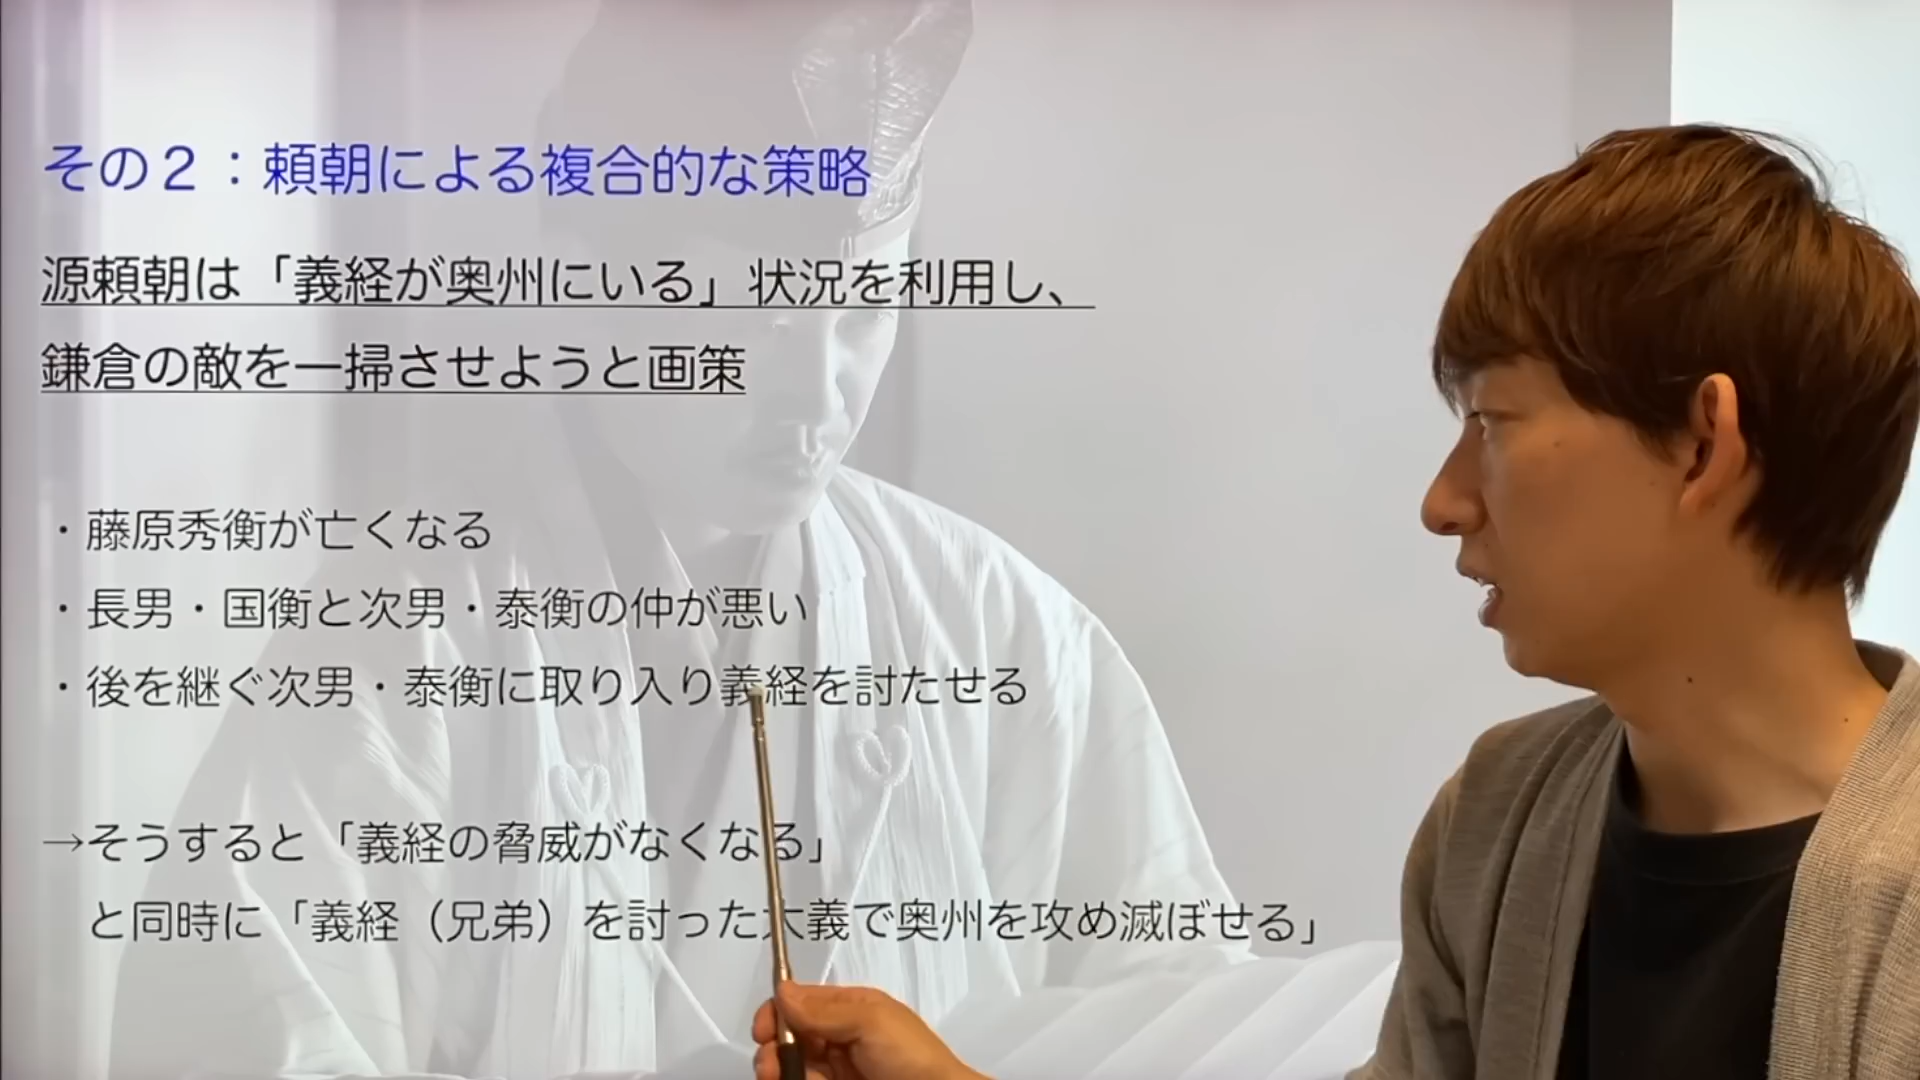 その２：頼朝による複合的な策略
源頼朝は「義経が奥州にいる」状況を利用し、
鎌倉の敵を一掃させようと画策
・藤原秀衡が亡くなる
・長男・国衡と次男・泰衡の仲が悪い
・後を継ぐ次男・泰衡に取り入り義経を討たせる
→そうすると「義経の脅威がなくなる」
と同時に「義経（兄弟）を討った大義で奥州を攻め滅ぼせる」